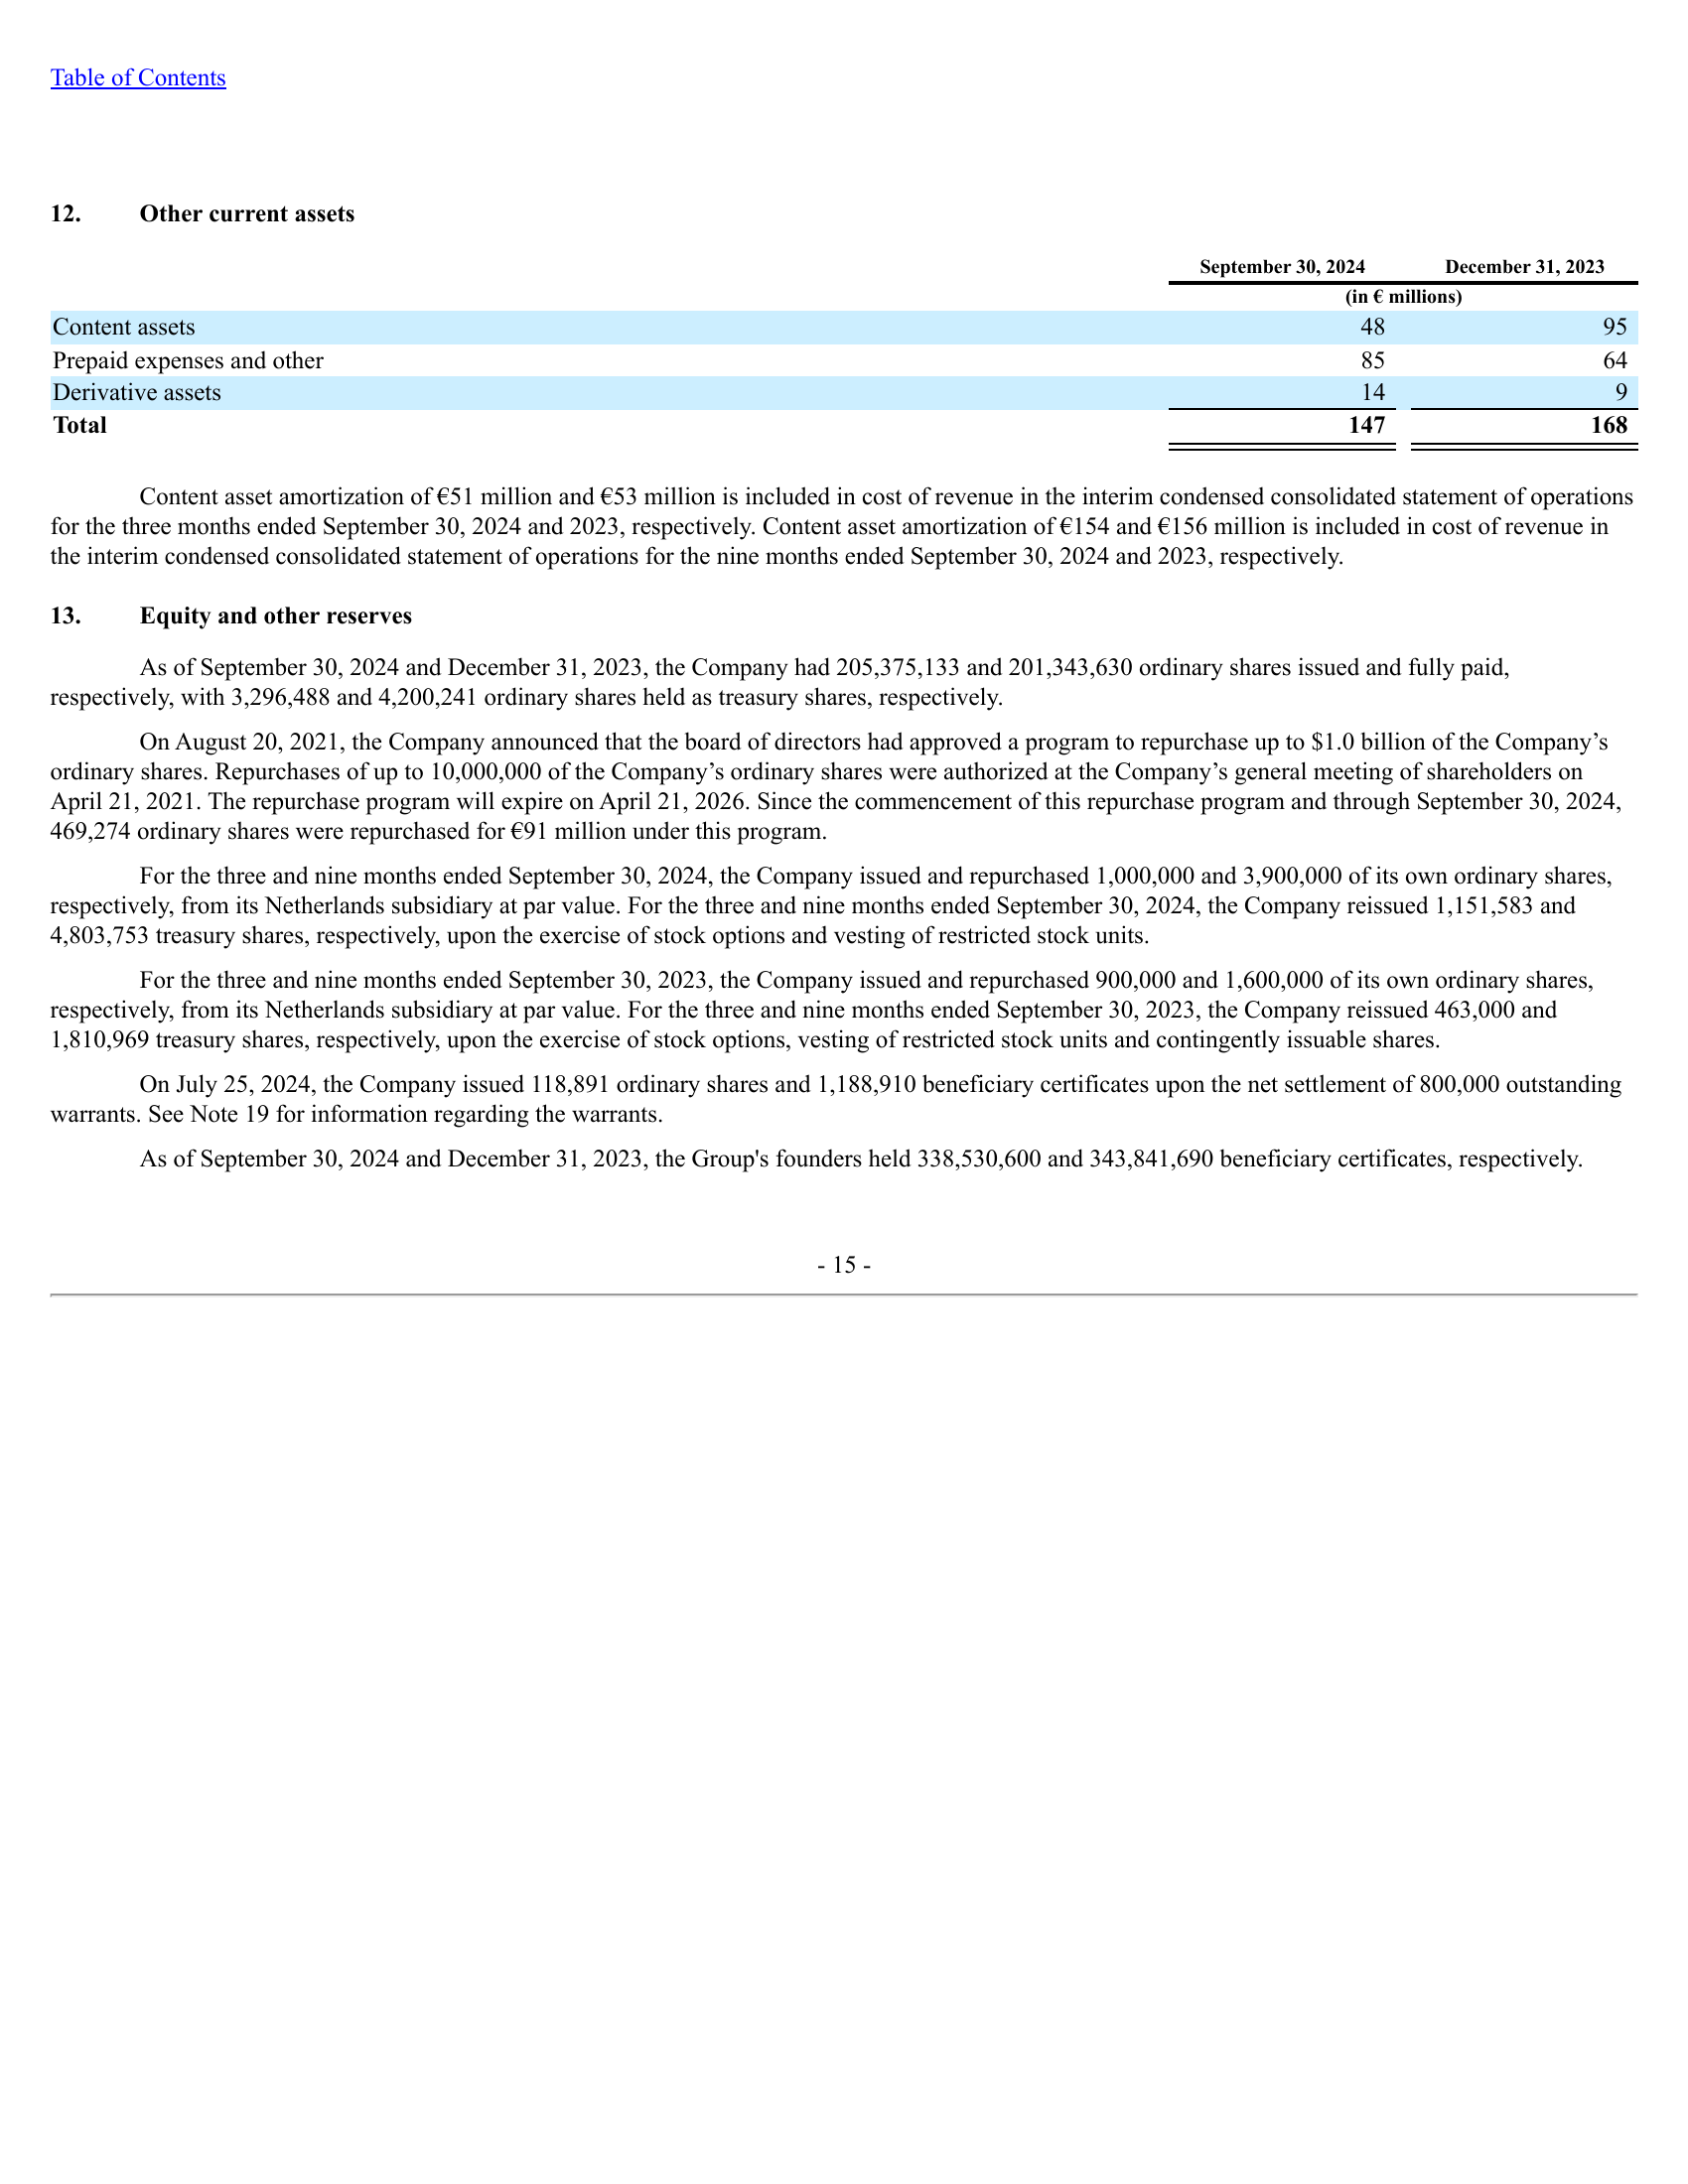 Table of Contents
12. Other current assets
September 30, 2024 December 31, 2023
(in € millions)
Content assets 48 95
Prepaid expenses and other 85 64
Derivative assets 14 9
Total 147 168
Content asset amortization of €51 million and €53 million is included in cost of revenue in the interim condensed consolidated statement of operations
for the three months ended September 30, 2024 and 2023, respectively. Content asset amortization of €154 and €156 million is included in cost of revenue in
the interim condensed consolidated statement of operations for the nine months ended September 30, 2024 and 2023, respectively.
13. Equity and other reserves
As of September 30, 2024 and December 31, 2023, the Company had 205,375,133 and 201,343,630 ordinary shares issued and fully paid,
respectively, with 3,296,488 and 4,200,241 ordinary shares held as treasury shares, respectively.
On August 20, 2021, the Company announced that the board of directors had approved a program to repurchase up to $1.0 billion of the Company’s
ordinary shares. Repurchases of up to 10,000,000 of the Company’s ordinary shares were authorized at the Company’s general meeting of shareholders on
April 21, 2021. The repurchase program will expire on April 21, 2026. Since the commencement of this repurchase program and through September 30, 2024,
469,274 ordinary shares were repurchased for €91 million under this program.
For the three and nine months ended September 30, 2024, the Company issued and repurchased 1,000,000 and 3,900,000 of its own ordinary shares,
respectively, from its Netherlands subsidiary at par value. For the three and nine months ended September 30, 2024, the Company reissued 1,151,583 and
4,803,753 treasury shares, respectively, upon the exercise of stock options and vesting of restricted stock units.
For the three and nine months ended September 30, 2023, the Company issued and repurchased 900,000 and 1,600,000 of its own ordinary shares,
respectively, from its Netherlands subsidiary at par value. For the three and nine months ended September 30, 2023, the Company reissued 463,000 and
1,810,969 treasury shares, respectively, upon the exercise of stock options, vesting of restricted stock units and contingently issuable shares.
On July 25, 2024, the Company issued 118,891 ordinary shares and 1,188,910 beneficiary certificates upon the net settlement of 800,000 outstanding
warrants. See Note 19 for information regarding the warrants.
As of September 30, 2024 and December 31, 2023, the Group's founders held 338,530,600 and 343,841,690 beneficiary certificates, respectively.
- 15 -